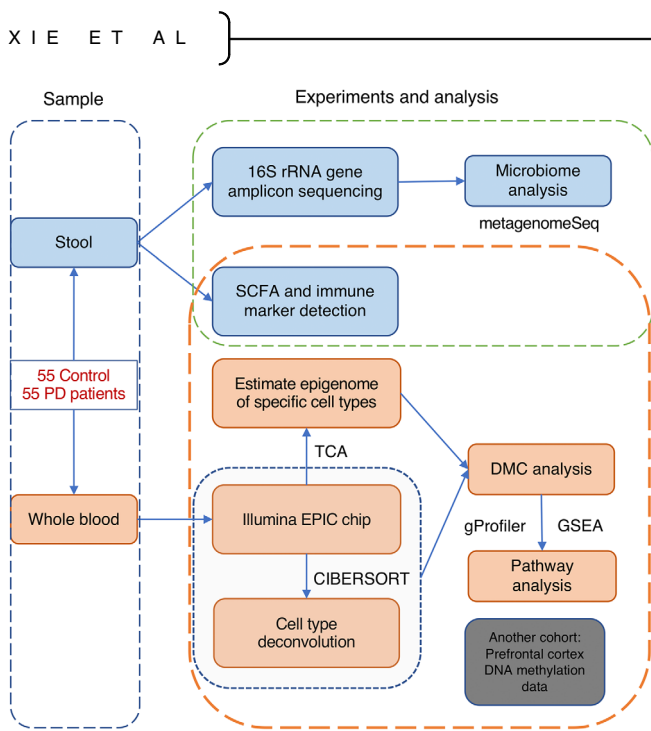 XIE ET AL
Sample
Experiments and analysis
16S rRNA gene
amplicon sequencing
Microbiome
analysis
metagenomeSeq
Stool
SCFA and immune
marker detection
55 Control
55 PD patients
Estimate epigenome
of specific cell types
TCA
DMC analysis
Whole blood
Illumina EPIC chip
gProfiler
GSEA
CIBERSORT
Pathway
analysis
Cell type
deconvolution
Another cohort:
Prefrontal cortex
DNA methylation
data